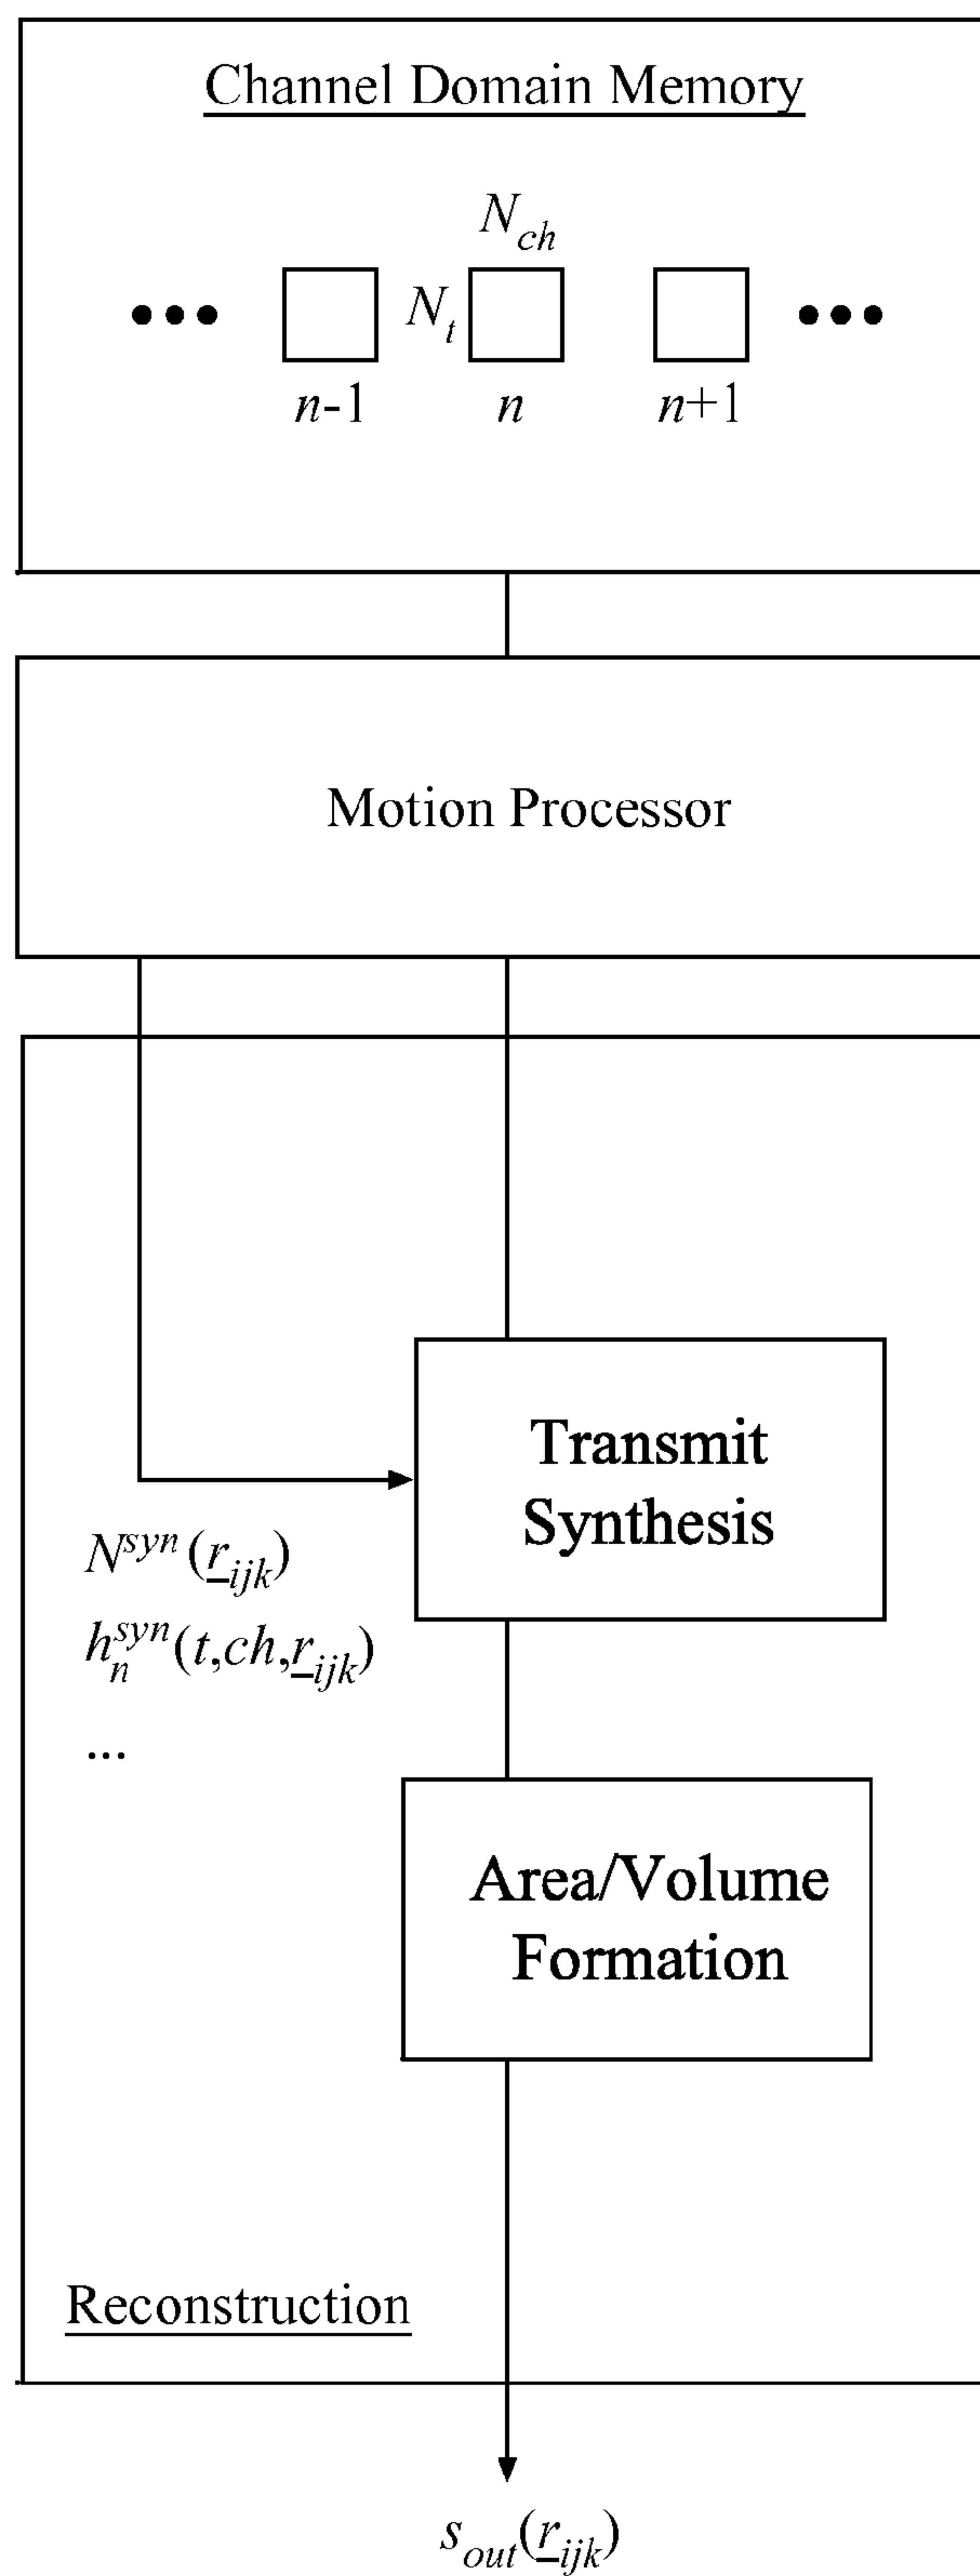 Channel Domain Memory
N_ch
N_t
n-1 n n+1
Motion Processor
Transmit
Synthesis
N^syn(r_ijk)
h_n^syn(t,ch,r_ijk)
...
Area/Volume
Formation
Reconstruction
s_out(r_ijk)